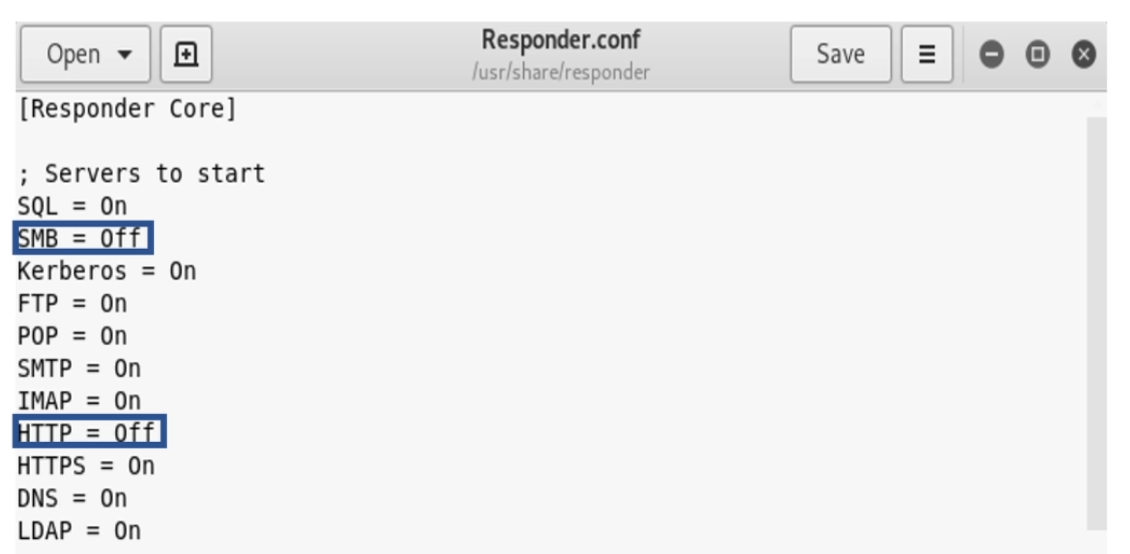 Open
Responder.conf
/usr/share/responder
Save
[Responder Core]
; Servers to start
SQL = On
SMB = Off
Kerberos = On
FTP = On
POP = On
SMTP = On
IMAP = On
HTTP = Off
HTTPS = On
DNS = On
LDAP = On